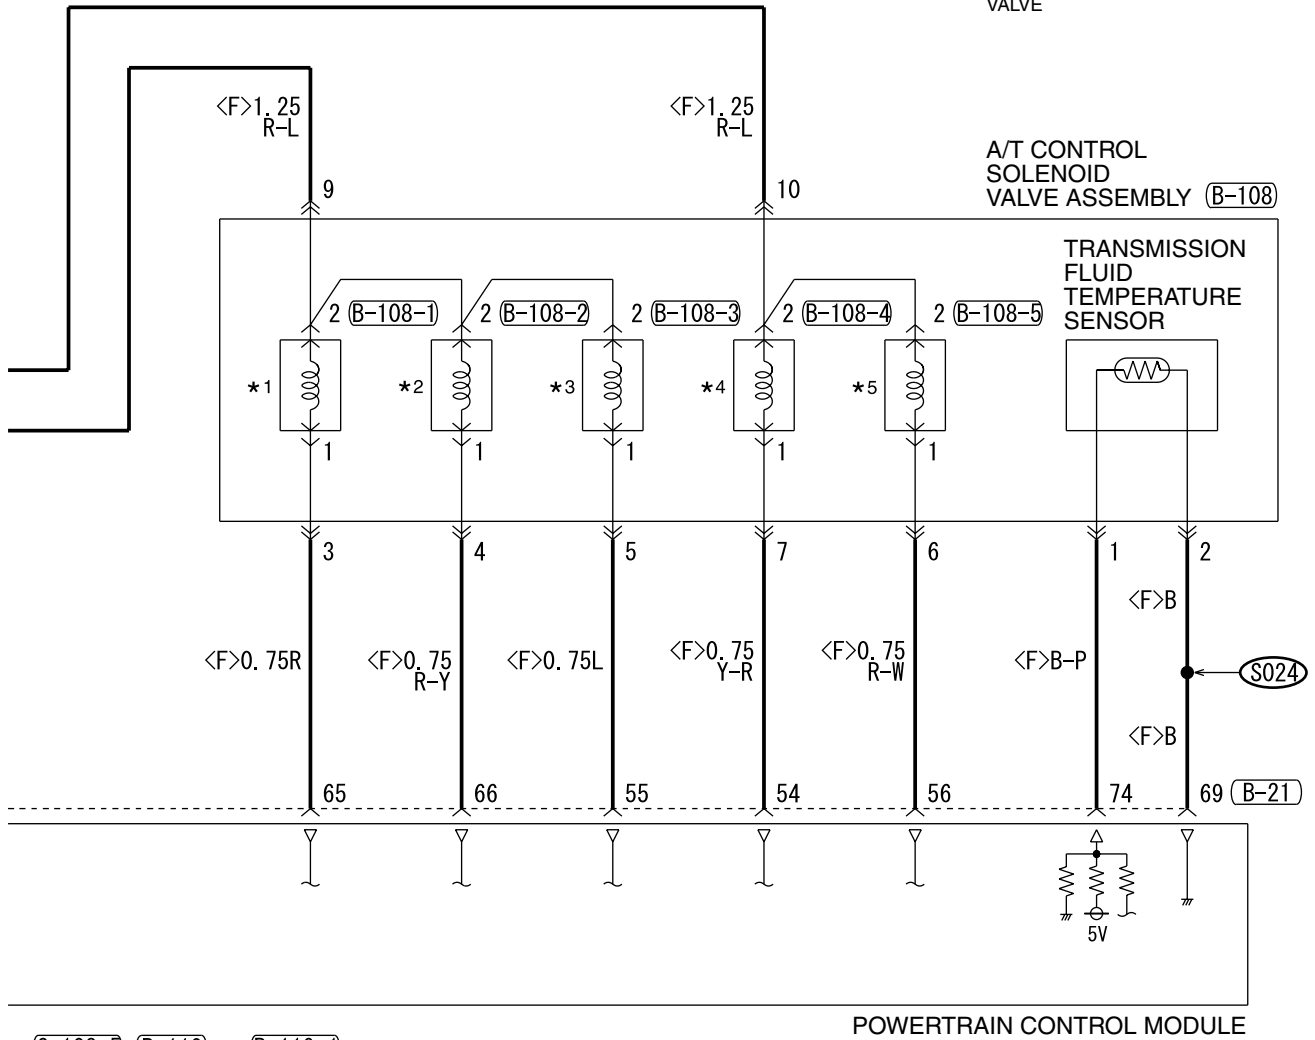 VALVE
<F>1.25
R-L
<F>1.25
R-L
A/T CONTROL
SOLENOID
VALVE ASSEMBLY B-108
9
10
TRANSMISSION
FLUID
TEMPERATURE
SENSOR
2 B-108-1 2 B-108-2 2 B-108-3 2 B-108-4 2 B-108-5
*1 *2 *3 *4 *5
1 1 1 1 1
3 4 5 7 6 1 2
<F>B
<F>0.75R
<F>0.75
R-Y
<F>0.75L
<F>0.75
Y-R
<F>0.75
R-W
<F>B-P
S024
<F>B
65 66 55 54 56 74 69 B-21
5V
POWERTRAIN CONTROL MODULE